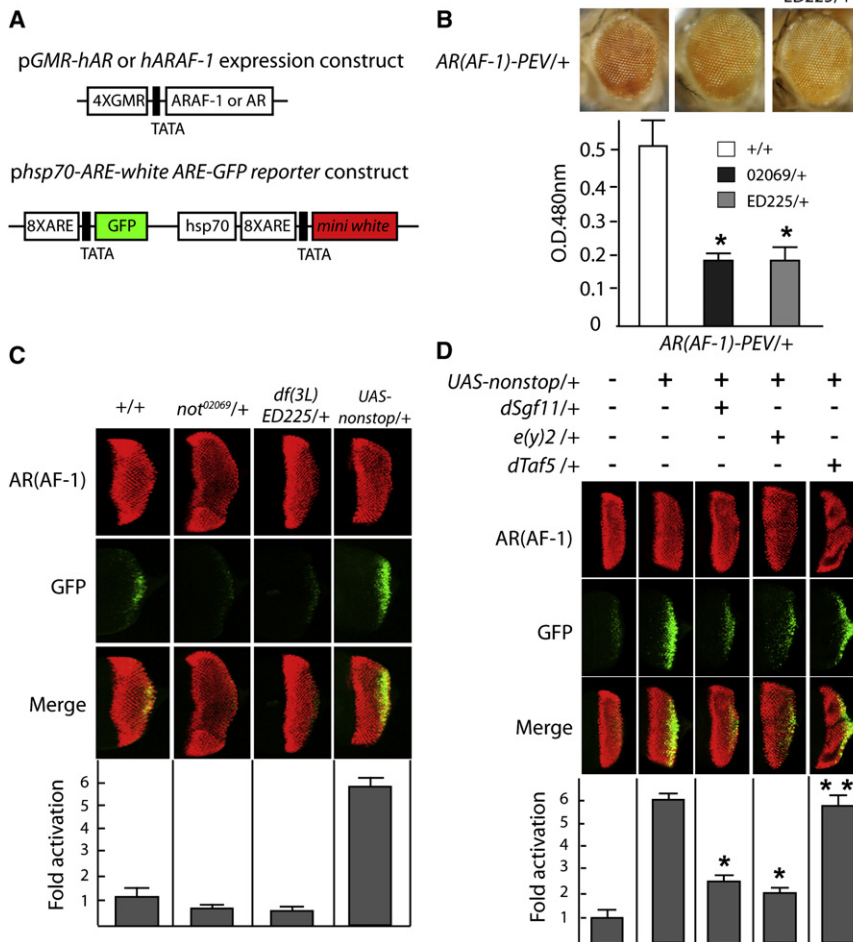 A
pGMR-hAR or hARAF-1 expression construct
4XGMR
ARAF-1 or AR
TATA
phsp70-ARE-white ARE-GFP reporter construct
8XARE
GFP
hsp70
8XARE
mini white
TATA
TATA
B
ED225/+
AR(AF-1)-PEV/+
O.D.480nm
0.5
0.4
0.3
0.2
0.1
0
+/+
02069/+
ED225/+
*
*
AR(AF-1)-PEV/+
C
+/+
not02069/+
df(3L)
ED225/+
UAS-
nonstop/+
AR(AF-1)
GFP
Merge
Fold activation
6
5
4
3
2
1
D
UAS-nonstop/+ - + + + +
dSgf11/+ - - + - -
e(y)2/+ - - - + -
dTaf5/+ - - - - +
AR(AF-1)
GFP
Merge
Fold activation
6
5
4
3
2
1
*
*
* *